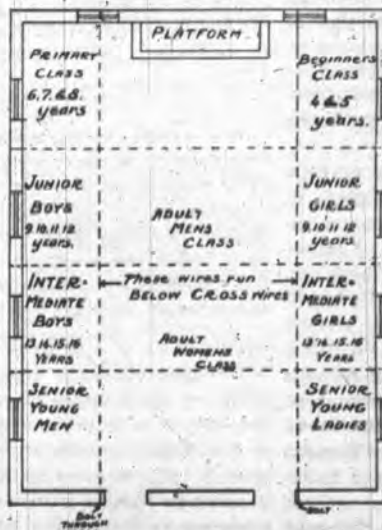 PLATFORM.
PRIMARY
CLASS
6, 7, & 8.
years
Beginners
CLASS
4 & 5
years.
JUNIOR
BOYS
9.10.11 12
years.
ADULT
MENS
CLASS
JUNIOR
GIRLS
9.10.11 12
years.
INTER-
MEDIATE
BOYS
13.14.15.16
YEARS
These wires run
BELOW CROSS wires
INTER-
MEDIATE
GIRLS
13.14.15.16
YEARS
ADULT
WOMENS
CLASS
SENIOR
YOUNG
MEN
SENIOR
YOUNG
LADIES
BOLT
THROUGH
BOLT